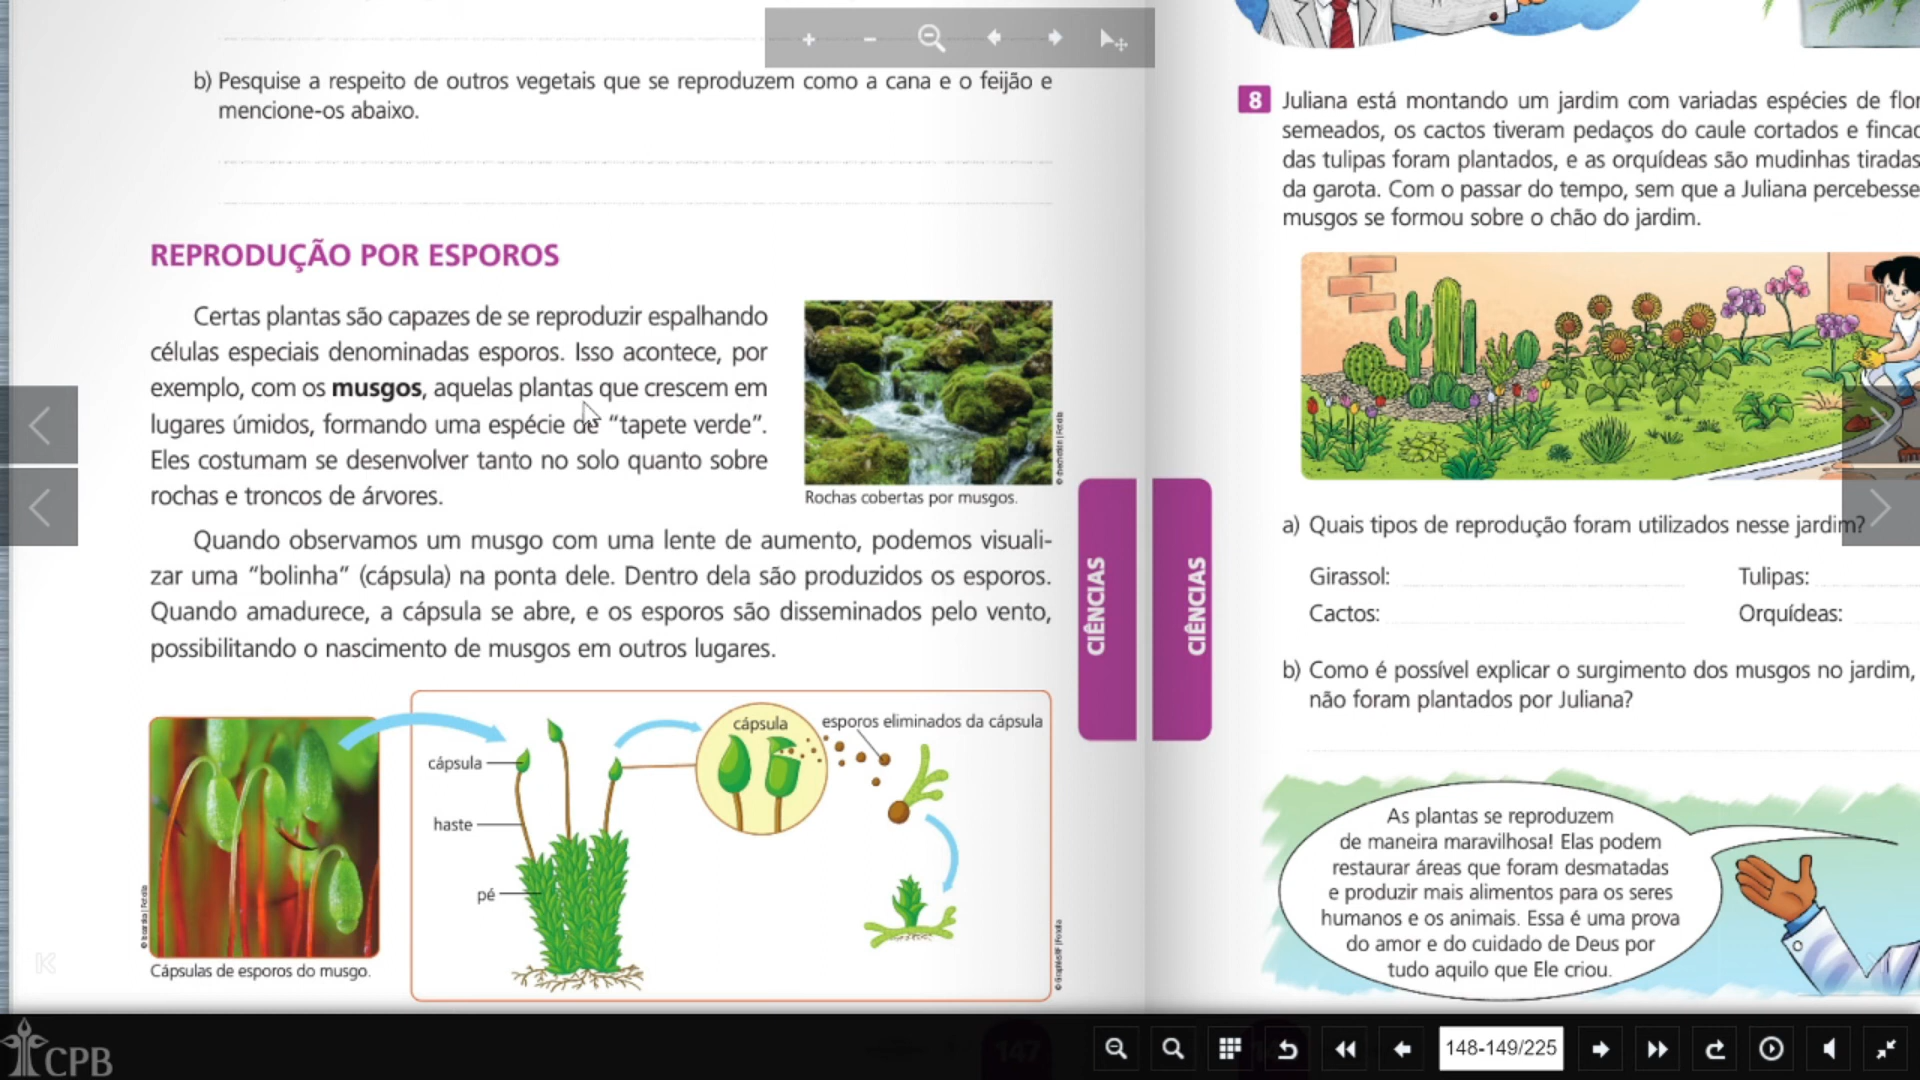 b) Pesquise a respeito de outros vegetais que se reproduzem como a cana e o feijão e
mencione-os abaixo.
REPRODUÇÃO POR ESPOROS
Certas plantas são capazes de se reproduzir espalhando
células especiais denominadas esporos. Isso acontece, por
exemplo, com os musgos, aquelas plantas que crescem em
lugares úmidos, formando uma espécie de “tapete verde”.
Eles costumam se desenvolver tanto no solo quanto sobre
rochas e troncos de árvores.
Rochas cobertas por musgos.
Quando observamos um musgo com uma lente de aumento, podemos visuali-
zar uma “bolinha” (cápsula) na ponta dele. Dentro dela são produzidos os esporos.
Quando amadurece, a cápsula se abre, e os esporos são disseminados pelo vento,
possibilitando o nascimento de musgos em outros lugares.
Cápsulas de esporos do musgo.
cápsula
haste
pé
cápsula
esporos eliminados da cápsula
CIÊNCIAS
CIÊNCIAS
8 Juliana está montando um jardim com variadas espécies de flor
semeados, os cactos tiveram pedaços do caule cortados e fincad
das tulipas foram plantados, e as orquídeas são mudinhas tiradas
da garota. Com o passar do tempo, sem que a Juliana percebesse
musgos se formou sobre o chão do jardim.
a) Quais tipos de reprodução foram utilizados nesse jardim?
Girassol: Tulipas:
Cactos: Orquídeas:
b) Como é possível explicar o surgimento dos musgos no jardim,
não foram plantados por Juliana?
As plantas se reproduzem
de maneira maravilhosa! Elas podem
restaurar áreas que foram desmatadas
e produzir mais alimentos para os seres
humanos e os animais. Essa é uma prova
do amor e do cuidado de Deus por
tudo aquilo que Ele criou.
CPB
147
148-149/225